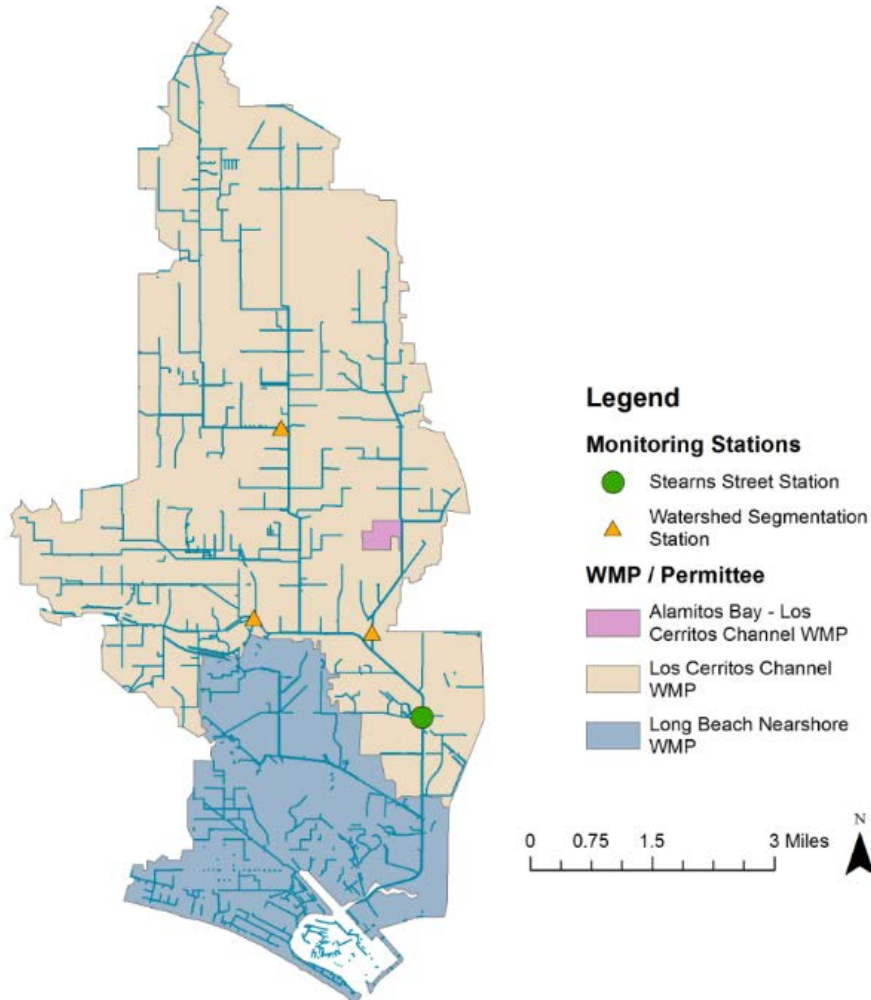 Legend
Monitoring Stations
Stearns Street Station
Watershed Segmentation
Station
WMP / Permittee
Alamitos Bay - Los
Cerritos Channel WMP
Los Cerritos Channel
WMP
Long Beach Nearshore
WMP
0 0.75 1.5 3 Miles
N